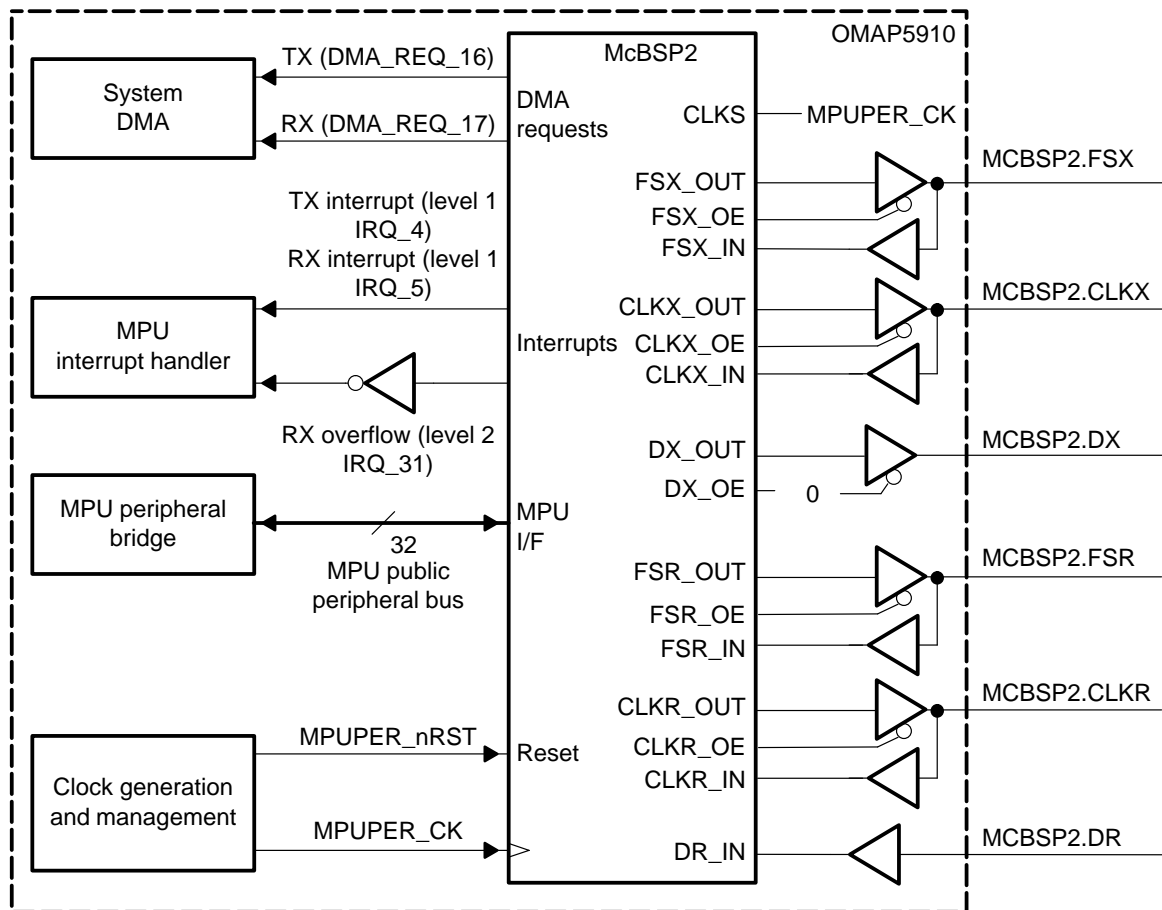 OMAP5910
McBSP2
TX (DMA_REQ_16)
System
DMA
RX (DMA_REQ_17)
DMA
requests
CLKS
MPUPER_CK
MCBSP2.FSX
FSX_OUT
FSX_OE
FSX_IN
TX interrupt (level 1
IRQ_4)
RX interrupt (level 1
IRQ_5)
MCBSP2.CLKX
CLKX_OUT
CLKX_OE
CLKX_IN
MPU
interrupt handler
Interrupts
RX overflow (level 2
IRQ_31)
MCBSP2.DX
DX_OUT
DX_OE
0
MPU peripheral
bridge
32
MPU public
peripheral bus
MPU
I/F
MCBSP2.FSR
FSR_OUT
FSR_OE
FSR_IN
MCBSP2.CLKR
CLKR_OUT
CLKR_OE
CLKR_IN
MPUPER_nRST
Reset
Clock generation
and management
MPUPER_CK
DR_IN
MCBSP2.DR